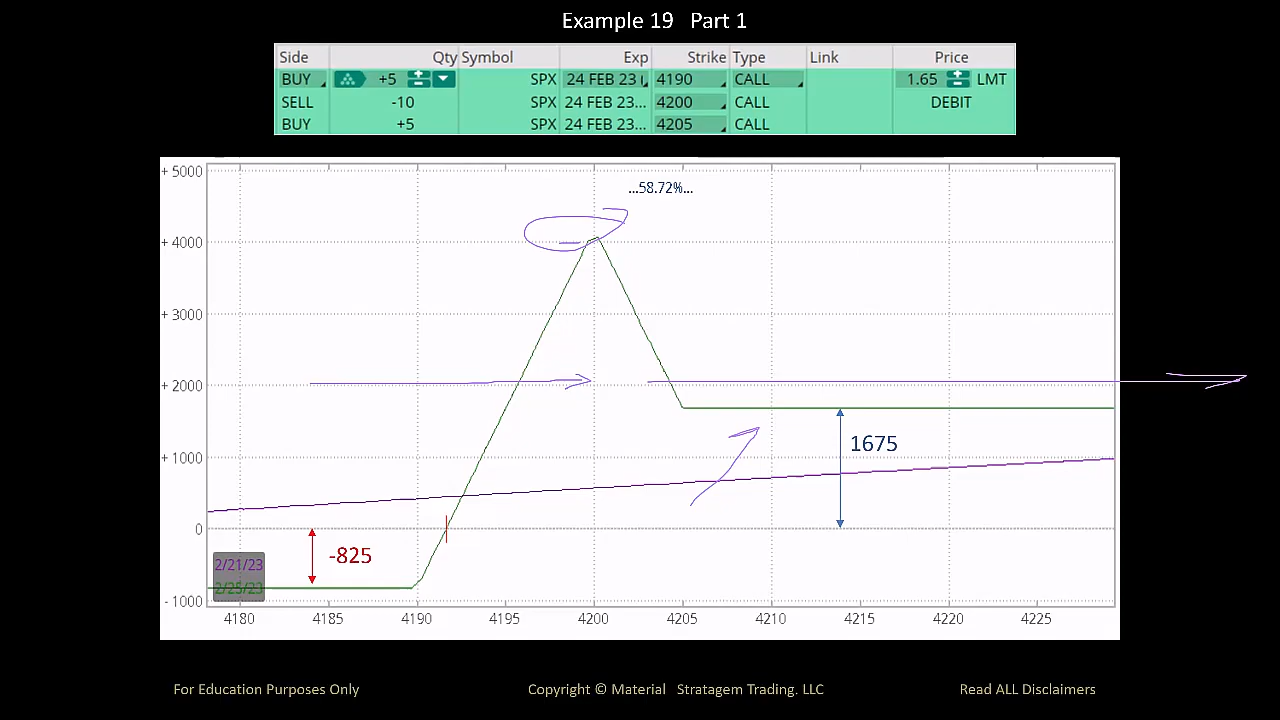 Example 19 Part 1
Side Qty Symbol Exp Strike Type Link Price
BUY +5 SPX 24 FEB 23 4190 CALL 1.65 LMT
SELL -10 SPX 24 FEB 23... 4200 CALL DEBIT
BUY +5 SPX 24 FEB 23... 4205 CALL
+ 5000
...58.72%...
+ 4000
+ 3000
+ 2000
1675
+ 1000
0
-825
2/21/23
2/25/23
- 1000
4180 4185 4190 4195 4200 4205 4210 4215 4220 4225
For Education Purposes Only Copyright © Material Stratagem Trading. LLC Read ALL Disclaimers